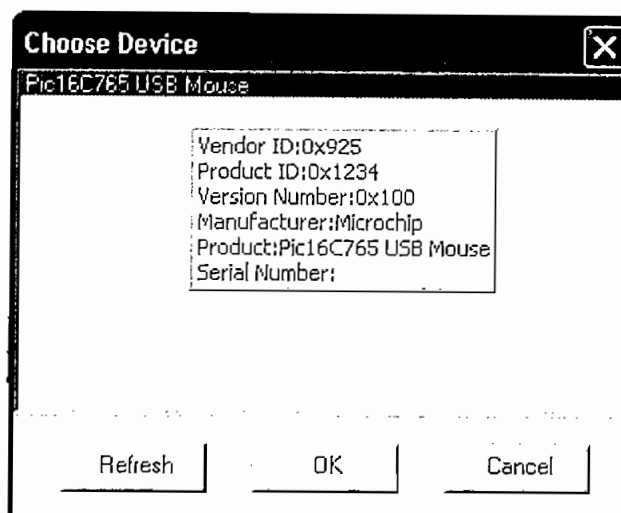 Choose Device
Pic16C765 USB Mouse
Vendor ID:0x925
Product ID:0x1234
Version Number:0x100
Manufacturer:Microchip
Product:Pic16C765 USB Mouse
Serial Number:
Refresh OK Cancel